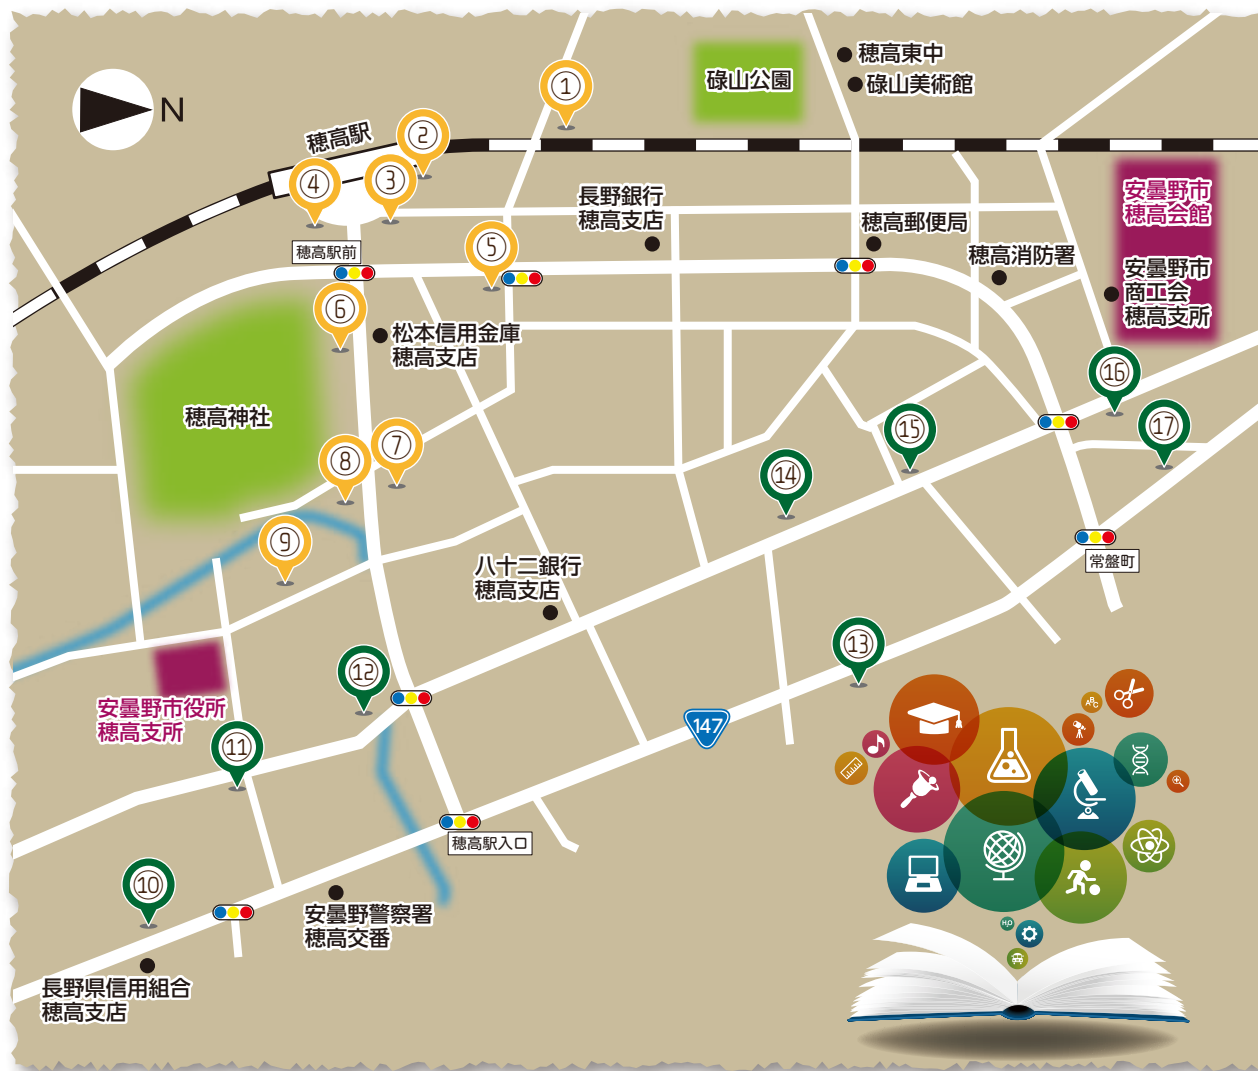 N
穂高駅
①
②
③
④
⑤
碌山公園
穂高東中
碌山美術館
長野銀行
穂高支店
穂高郵便局
穂高消防署
安曇野市
穂高会館
安曇野市
商工会
穂高支所
穂高駅前
⑥
松本信用金庫
穂高支店
穂高神社
⑦
⑧
⑨
⑯
⑰
⑮
⑭
常盤町
八十二銀行
穂高支店
⑬
⑫
安曇野市役所
穂高支所
⑪
147
穂高駅入口
⑩
安曇野警察署
穂高交番
長野県信用組合
穂高支店
ABC
H2O